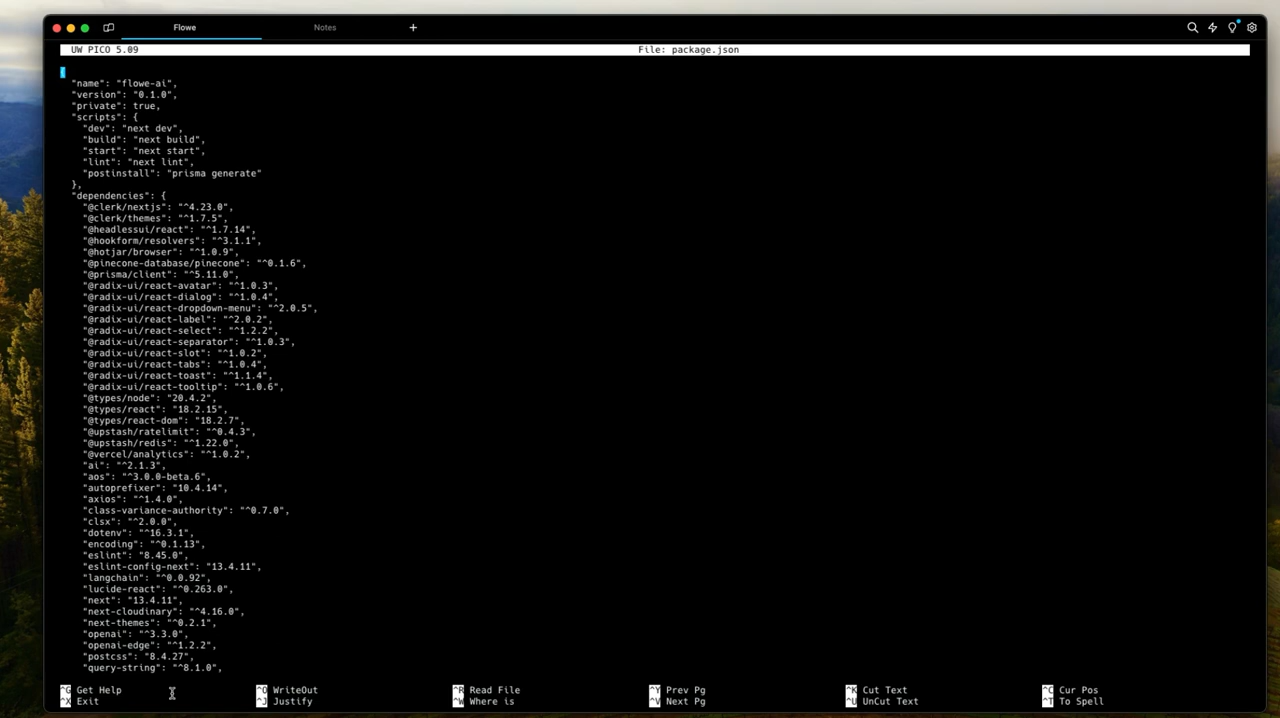 Flowe
Notes
+
UW PICO 5.09
File: package.json
{
"name": "flowe-ai",
"version": "0.1.0",
"private": true,
"scripts": {
"dev": "next dev",
"build": "next build",
"start": "next start",
"lint": "next lint",
"postinstall": "prisma generate"
},
"dependencies": {
"@clerk/nextjs": "^4.23.0",
"@clerk/themes": "^1.7.5",
"@headlessui/react": "^1.7.14",
"@hookform/resolvers": "^3.1.1",
"@hotjar/browser": "^1.0.9",
"@pinecone-database/pinecone": "^0.1.6",
"@prisma/client": "^5.11.0",
"@radix-ui/react-avatar": "^1.0.3",
"@radix-ui/react-dialog": "^1.0.4",
"@radix-ui/react-dropdown-menu": "^2.0.5",
"@radix-ui/react-label": "^2.0.2",
"@radix-ui/react-select": "^1.2.2",
"@radix-ui/react-separator": "^1.0.3",
"@radix-ui/react-slot": "^1.0.2",
"@radix-ui/react-tabs": "^1.0.4",
"@radix-ui/react-toast": "^1.1.4",
"@radix-ui/react-tooltip": "^1.0.6",
"@types/node": "20.4.2",
"@types/react": "18.2.15",
"@types/react-dom": "18.2.7",
"@upstash/ratelimit": "^0.4.3",
"@upstash/redis": "^1.22.0",
"@vercel/analytics": "^1.0.2",
"ai": "^2.1.3",
"aos": "^3.0.0-beta.6",
"autoprefixer": "10.4.14",
"axios": "^1.4.0",
"class-variance-authority": "^0.7.0",
"clsx": "^2.0.0",
"dotenv": "^16.3.1",
"encoding": "^0.1.13",
"eslint": "8.45.0",
"eslint-config-next": "13.4.11",
"langchain": "^0.0.92",
"lucide-react": "^0.263.0",
"next": "13.4.11",
"next-cloudinary": "^4.16.0",
"next-themes": "^0.2.1",
"openai": "^3.3.0",
"openai-edge": "^1.2.2",
"postcss": "8.4.27",
"query-string": "^8.1.0",
^G Get Help ^O WriteOut ^R Read File ^Y Prev Pg ^K Cut Text ^C Cur Pos
^X Exit ^J Justify ^W Where is ^V Next Pg ^U UnCut Text ^T To Spell